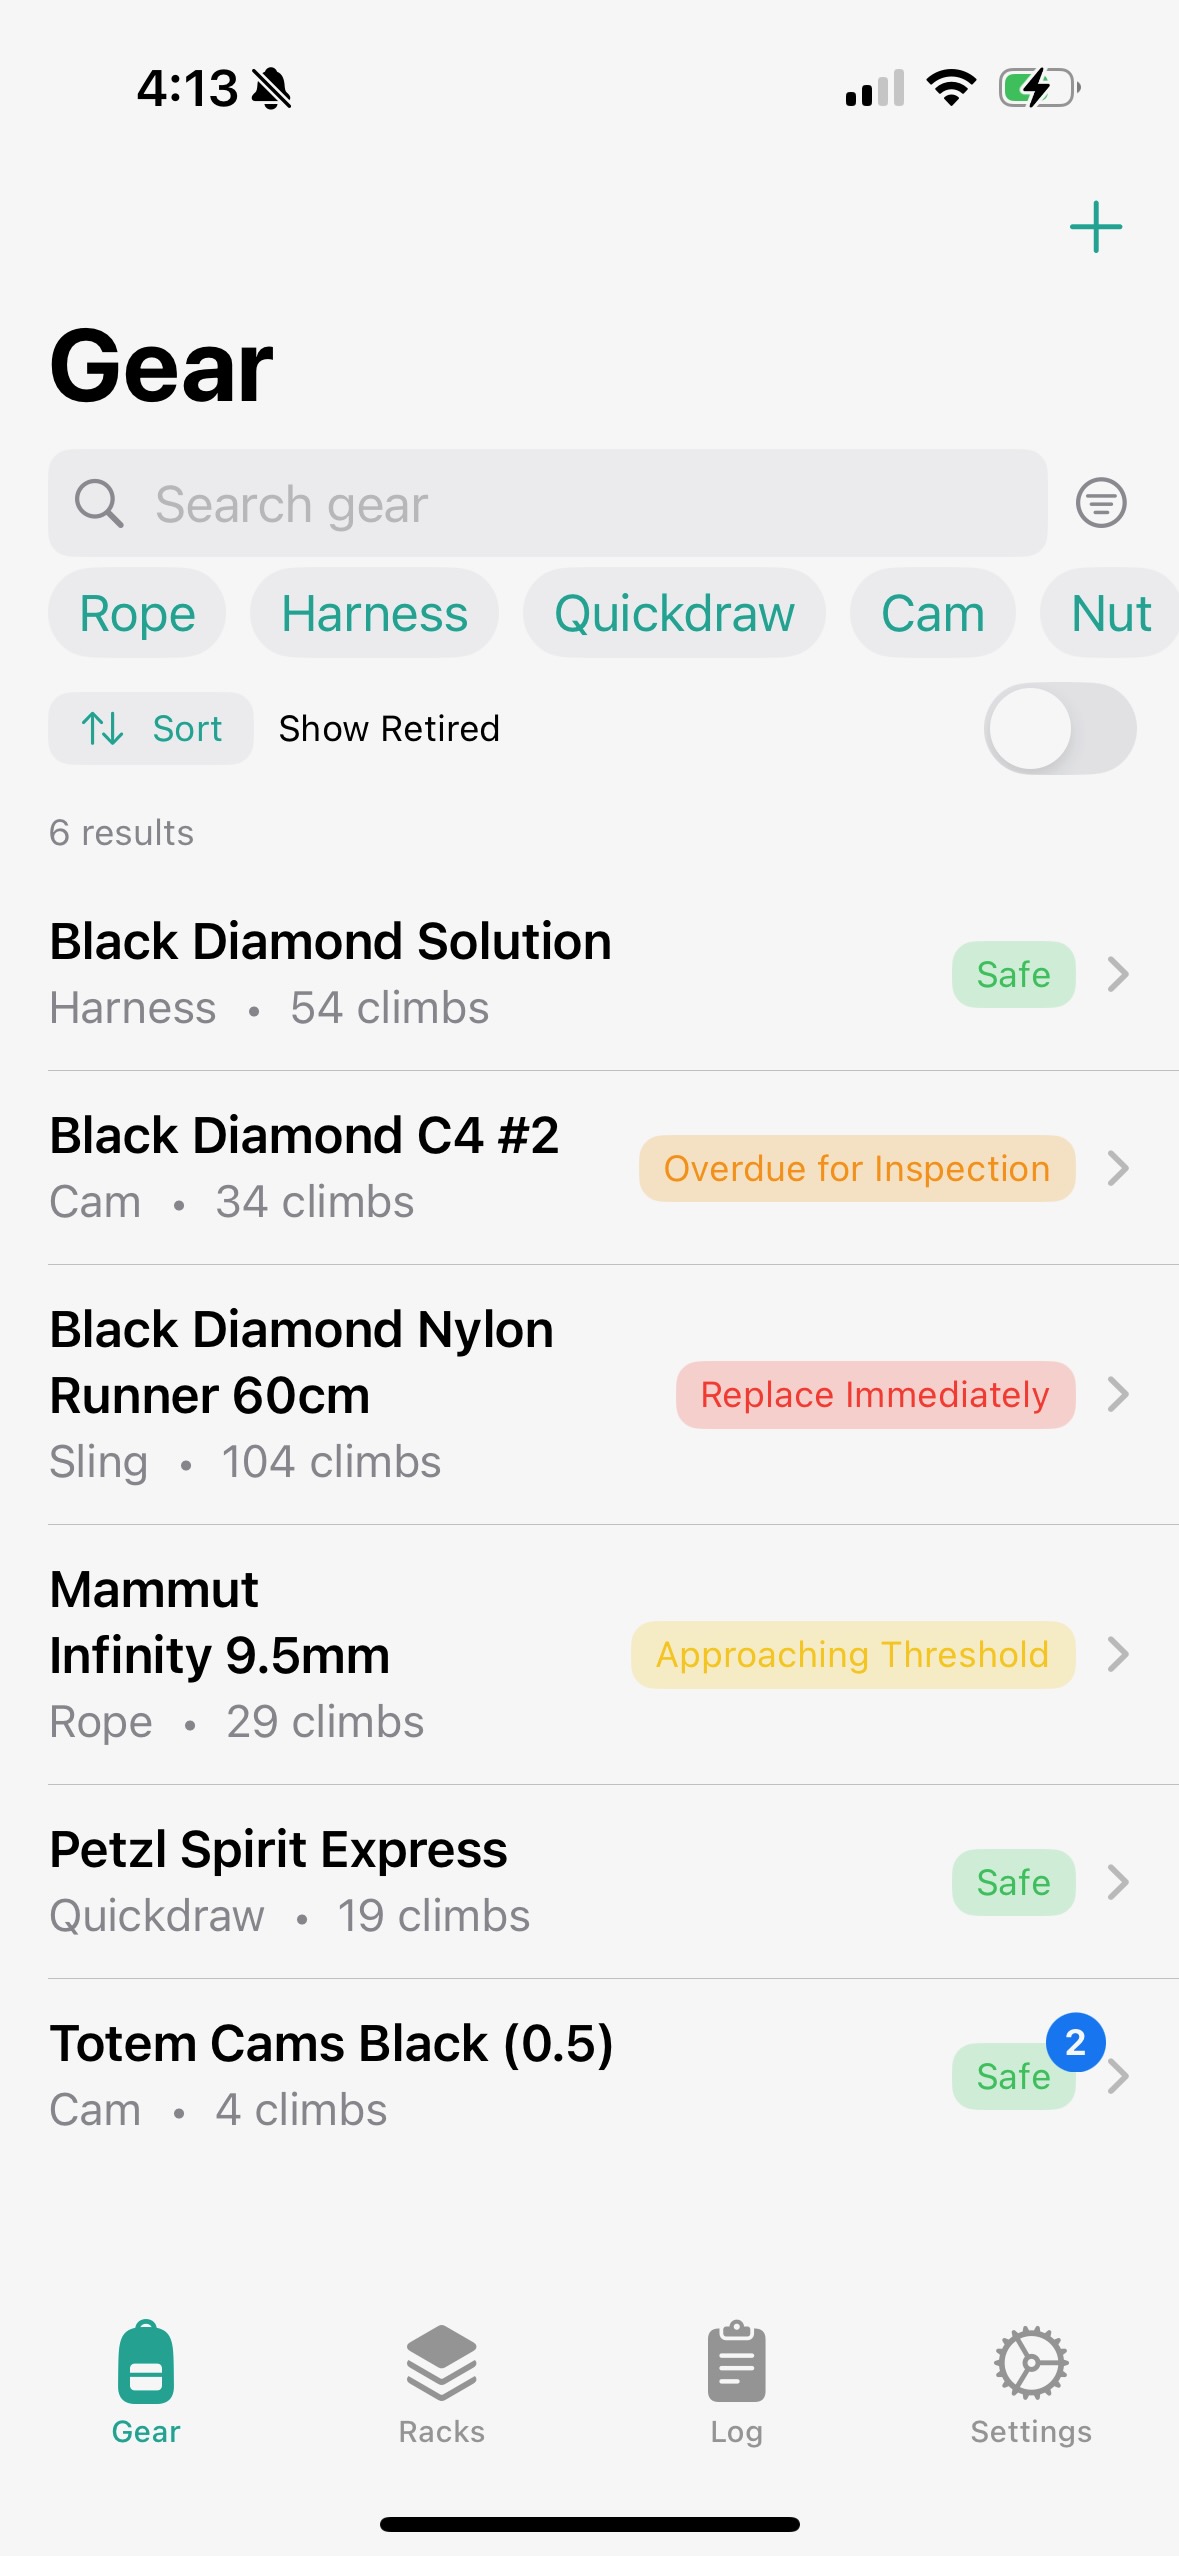 4:13
Gear
Search gear
Rope Harness Quickdraw Cam Nut
Sort Show Retired
6 results
Black Diamond Solution
Harness • 54 climbs
Safe
Black Diamond C4 #2
Cam • 34 climbs
Overdue for Inspection
Black Diamond Nylon
Runner 60cm
Sling • 104 climbs
Replace Immediately
Mammut
Infinity 9.5mm
Rope • 29 climbs
Approaching Threshold
Petzl Spirit Express
Quickdraw • 19 climbs
Safe
Totem Cams Black (0.5)
Cam • 4 climbs
Safe
2
Gear Racks Log Settings